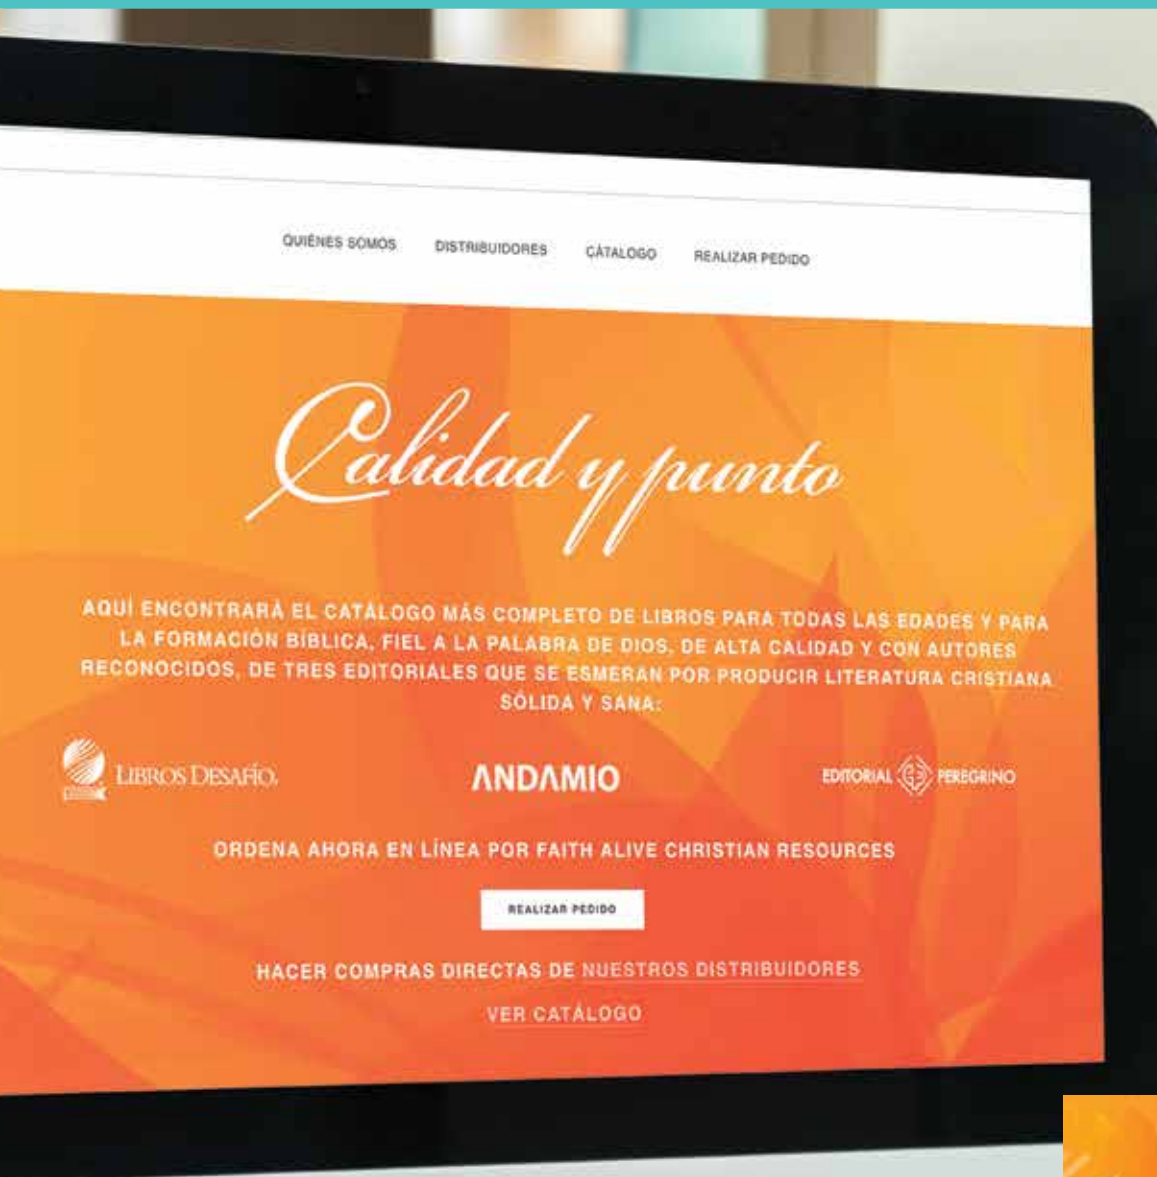 QUIÉNES SOMOS DISTRIBUIDORES CÁTALOGO REALIZAR PEDIDO
Calidad y punto
AQUÍ ENCONTRARÁ EL CATÁLOGO MÁS COMPLETO DE LIBROS PARA TODAS LAS EDADES Y PARA
LA FORMACIÓN BÍBLICA, FIEL A LA PALABRA DE DIOS, DE ALTA CALIDAD Y CON AUTORES
RECONOCIDOS, DE TRES EDITORIALES QUE SE ESMERAN POR PRODUCIR LITERATURA CRISTIANA
SÓLIDA Y SANA:
LIBROS DESAFÍO. ANDAMIO EDITORIAL PEREGRINO
ORDENA AHORA EN LÍNEA POR FAITH ALIVE CHRISTIAN RESOURCES
REALIZAR PEDIDO
HACER COMPRAS DIRECTAS DE NUESTROS DISTRIBUIDORES
VER CATÁLOGO